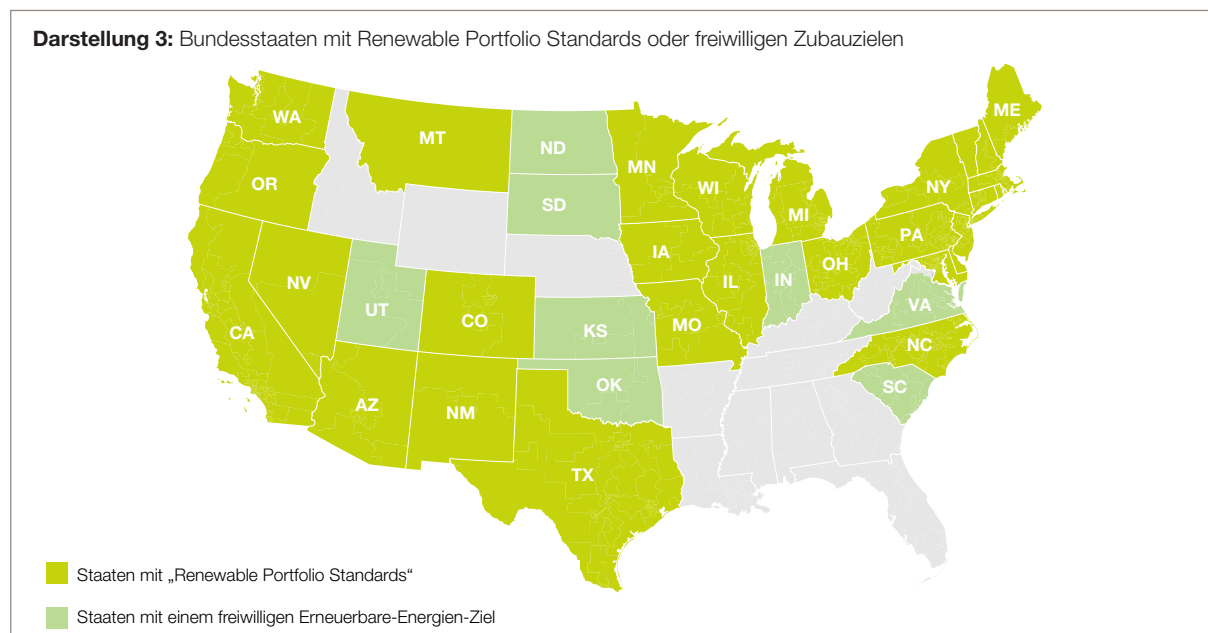 Darstellung 3: Bundesstaaten mit Renewable Portfolio Standards oder freiwilligen Zubauzielen
WA
MT
ND
MN
ME
OR
SD
WI
NY
MI
IA
PA
NV
UT
CO
IL
IN
OH
CA
KS
MO
VA
NC
AZ
NM
OK
SC
TX
Staaten mit „Renewable Portfolio Standards“
Staaten mit einem freiwilligen Erneuerbare-Energien-Ziel